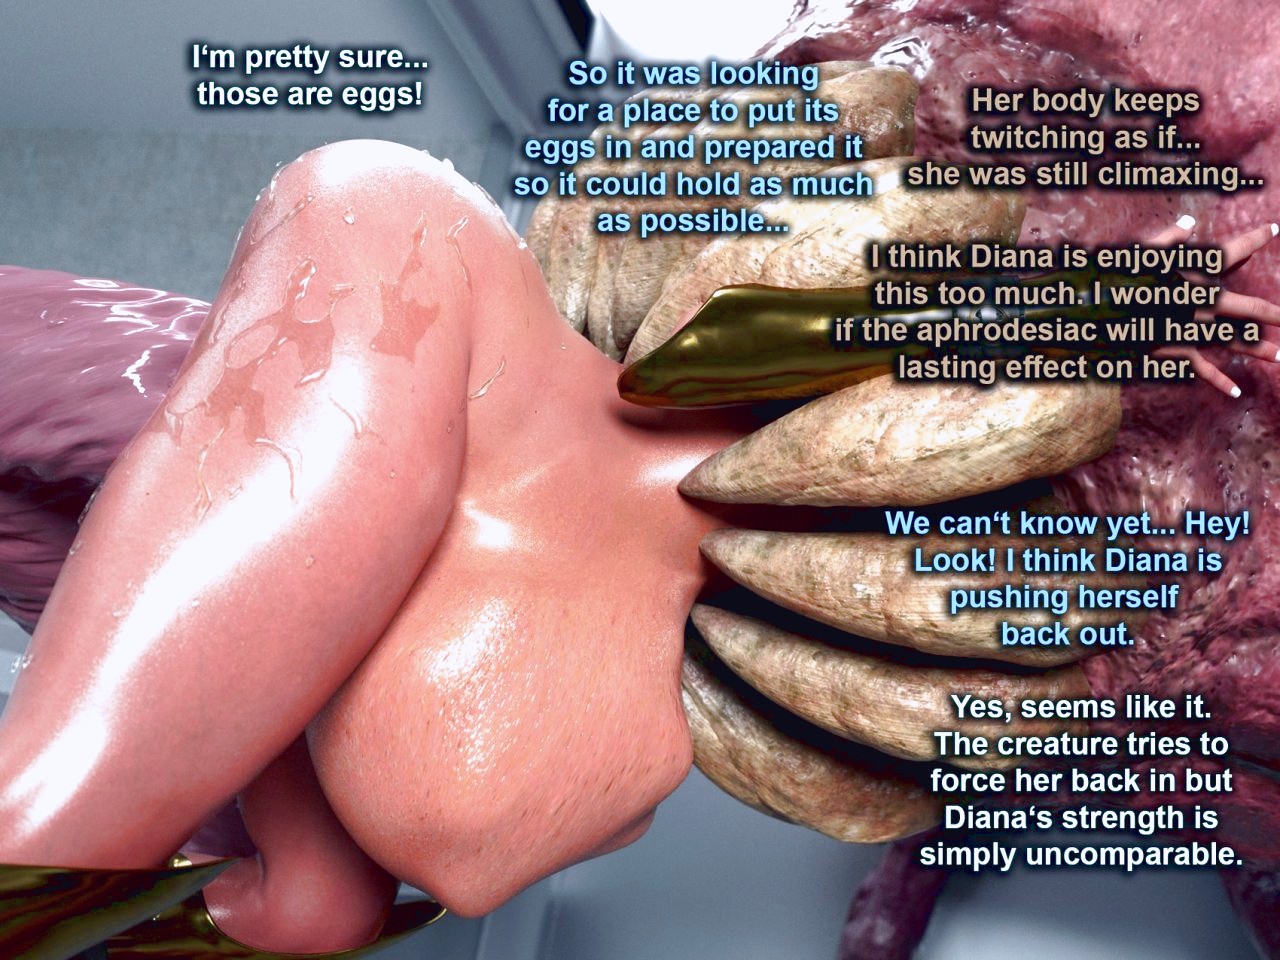 I'm pretty sure...
those are eggs!
So it was looking
for a place to put its
eggs in and prepared it
so it could hold as much
as possible...
Her body keeps
twitching as if...
she was still climaxing...
I think Diana is enjoying
this too much. I wonder
if the aphrodesiac will have a
lasting effect on her.
We can't know yet... Hey!
Look! I think Diana is
pushing herself
back out.
Yes, seems like it.
The creature tries to
force her back in but
Diana's strength is
simply uncomparable.